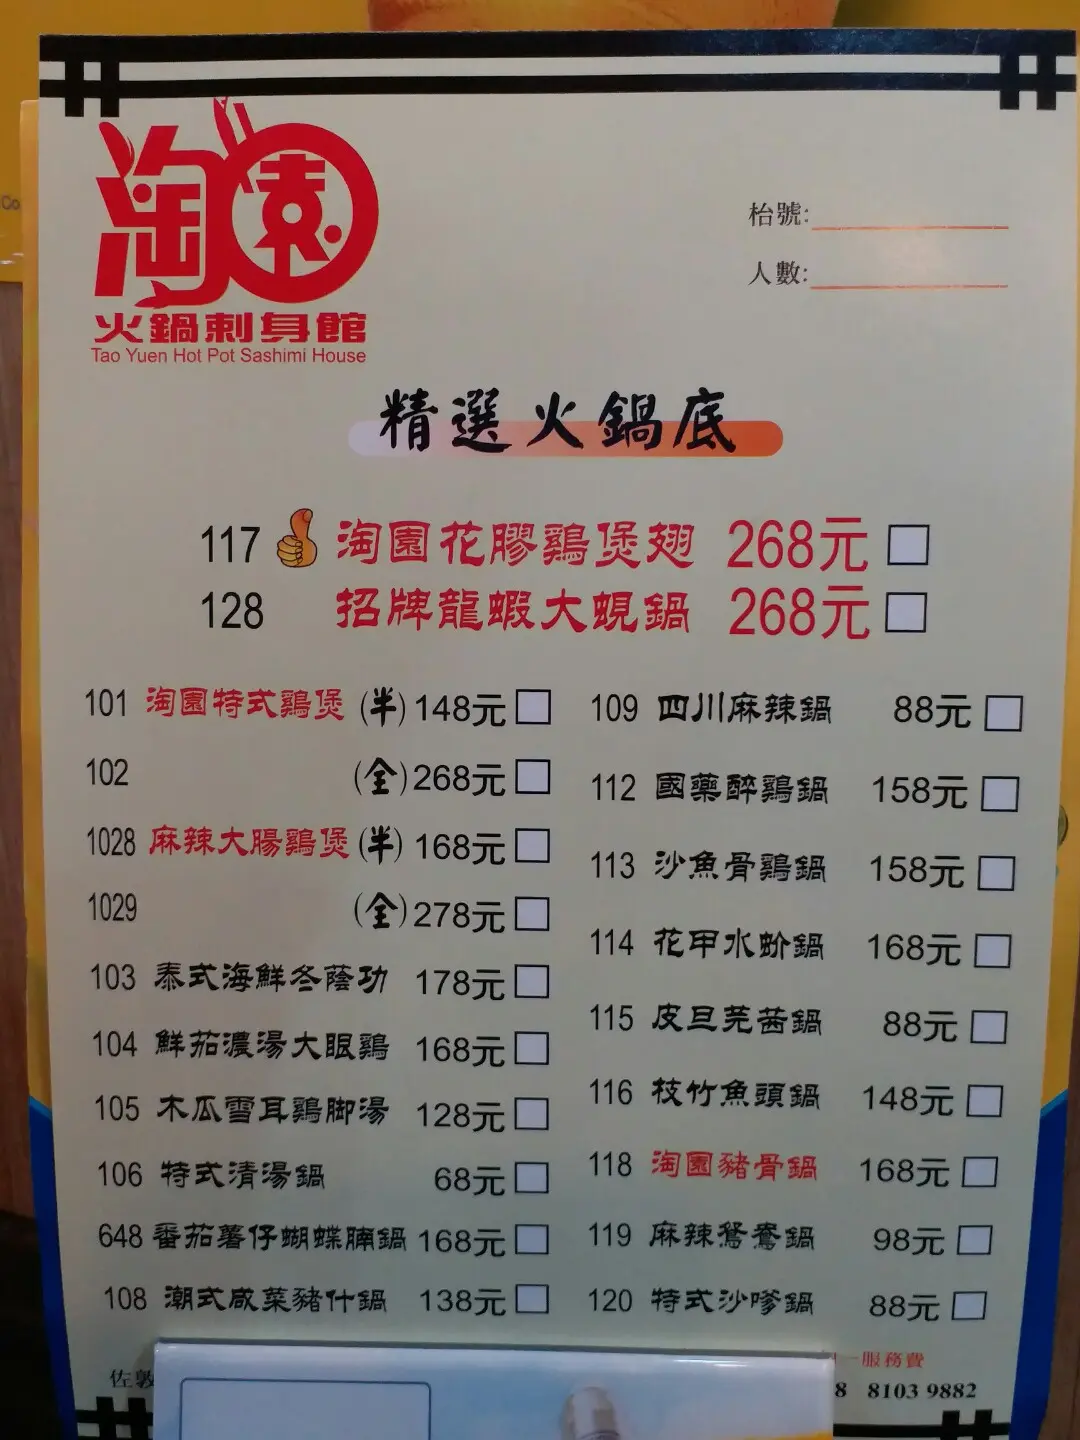 淘園
火鍋刺身館
Tao Yuen Hot Pot Sashimi House
枱號:
人數:
精選火鍋底
117 淘園花膠鷄煲翅 268元
128 招牌龍蝦大蜆鍋 268元
101 淘園特式鷄煲 (半) 148元
102 (全) 268元
1028 麻辣大腸鷄煲 (半) 168元
1029 (全) 278元
103 泰式海鮮冬蔭功 178元
104 鮮茄濃湯大眼鷄 168元
105 木瓜雪耳鷄脚湯 128元
106 特式清湯鍋 68元
648 番茄薯仔蝴蝶腩鍋 168元
108 潮式咸菜豬什鍋 138元
109 四川麻辣鍋 88元
112 國藥醉鷄鍋 158元
113 沙魚骨鷄鍋 158元
114 花甲水蚧鍋 168元
115 皮旦芫茜鍋 88元
116 枝竹魚頭鍋 148元
118 淘園豬骨鍋 168元
119 麻辣鴛鴦鍋 98元
120 特式沙嗲鍋 88元
一服務費
佐敦
8 8103 9882